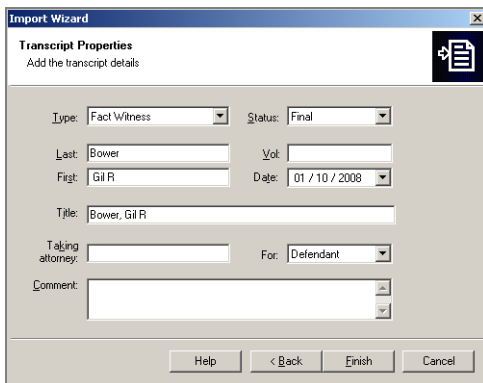 Import Wizard
Transcript Properties
Add the transcript details
Type: Fact Witness Status: Final
Last: Bower Vol:
First: Gil R Date: 01 / 10 / 2008
Title: Bower, Gil R
Taking
attorney: For: Defendant
Comment:
Help < Back Finish Cancel